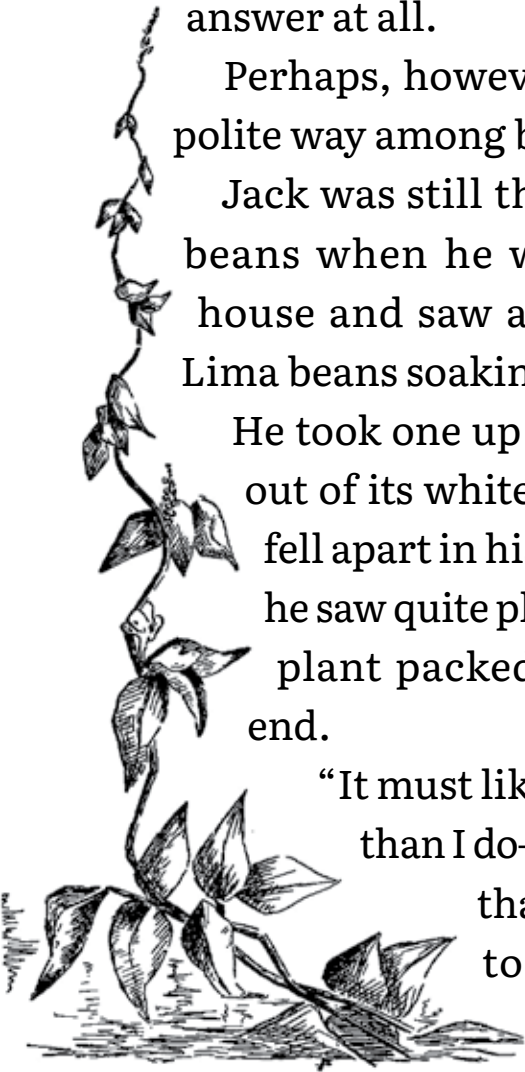 answer at all.
Perhaps, howev
polite way among b
Jack was still th
beans when he w
house and saw a
Lima beans soakin
He took one up
out of its white
fell apart in hi
he saw quite pl
plant packed
end.
“It must lik
than I do–
tha
to